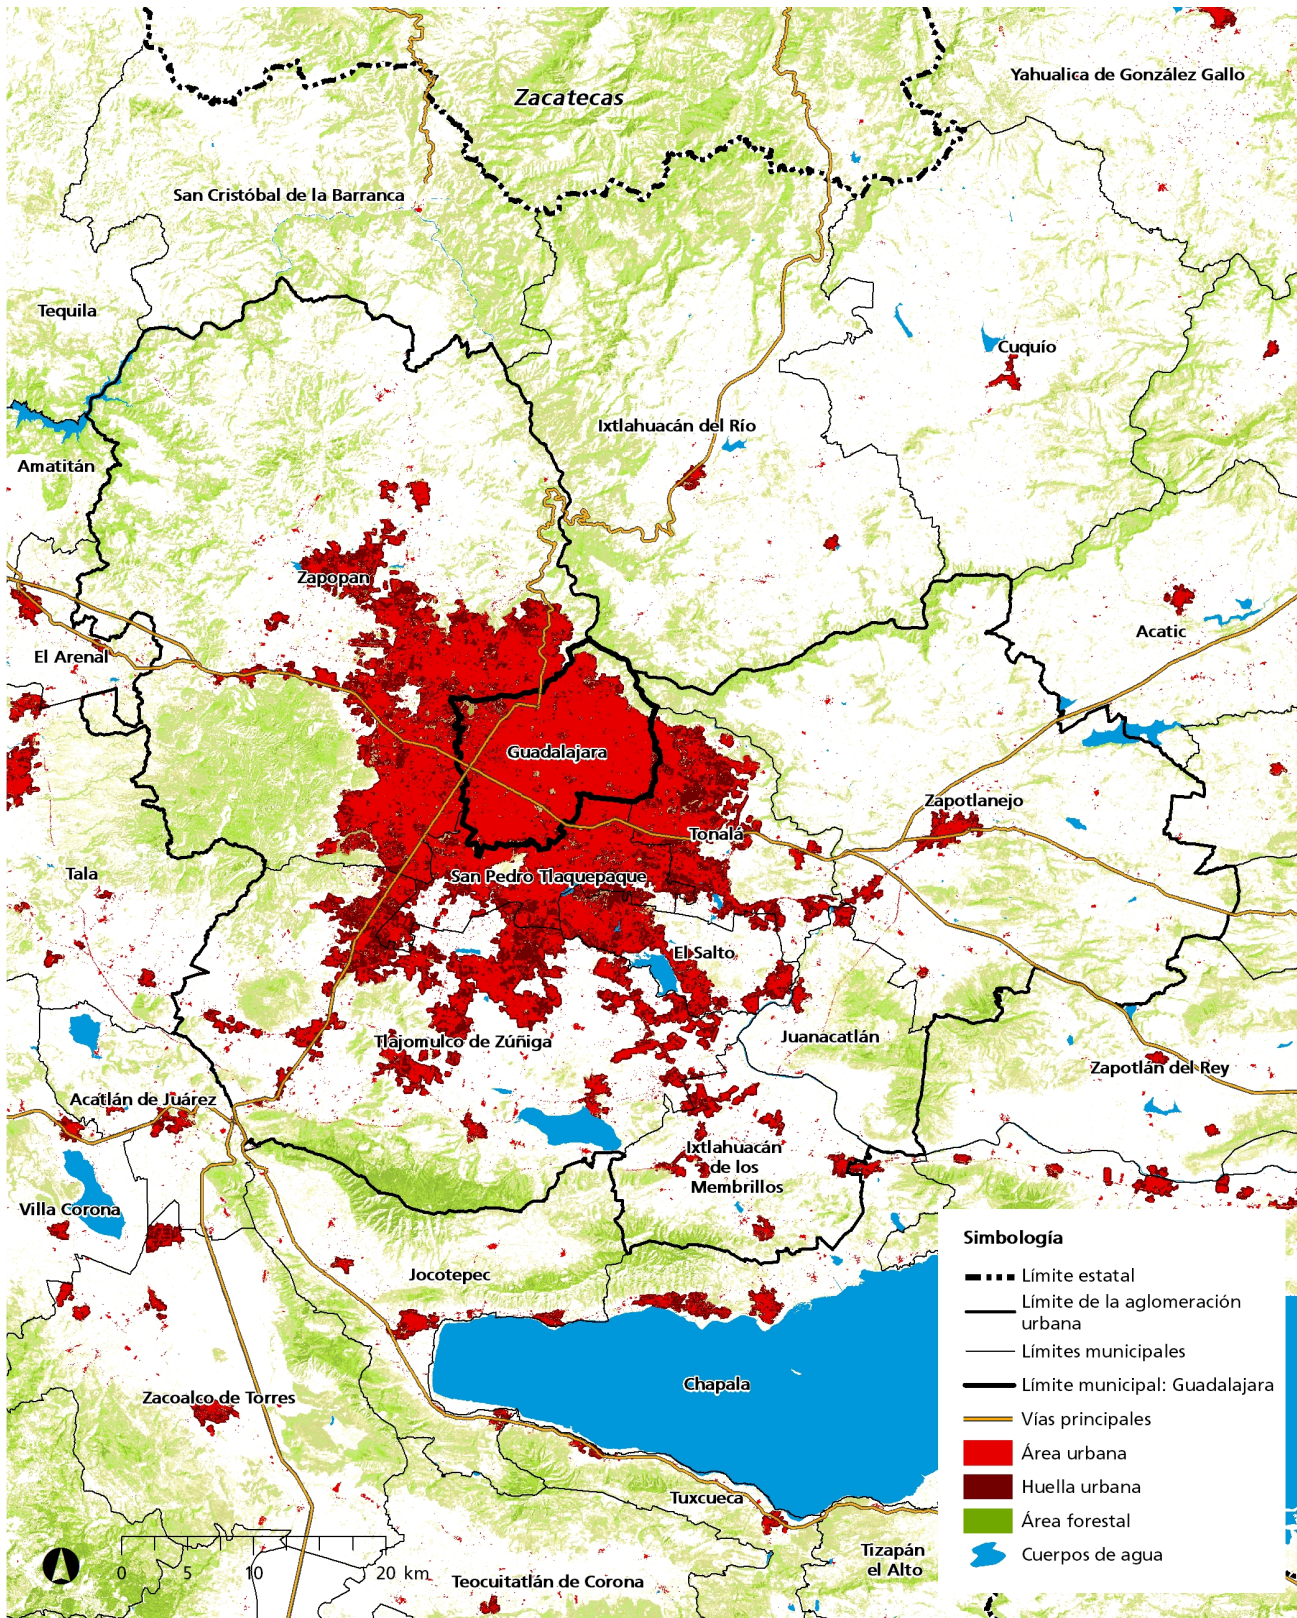 Yahualica de González Gallo
Zacatecas
San Cristóbal de la Barranca
Tequila
Cuquío
Ixtlahuacán del Río
Amatitán
Zapopan
Acatic
El Arenal
Guadalajara
Zapotlanejo
Tonalá
Tala
San Pedro Tlaquepaque
El Salto
Juanacatlán
Tlajomulco de Zúñiga
Zapotlán del Rey
Acatlán de Juárez
Ixtlahuacán
de los
Membrillos
Villa Corona
Jocotepec
Chapala
Zacoalco de Torres
Tuxcueca
Tizapán
el Alto
Teocuitatlán de Corona
0 5 10 20 km
Simbología
Límite estatal
Límite de la aglomeración
urbana
Límites municipales
Límite municipal: Guadalajara
Vías principales
Área urbana
Huella urbana
Área forestal
Cuerpos de agua